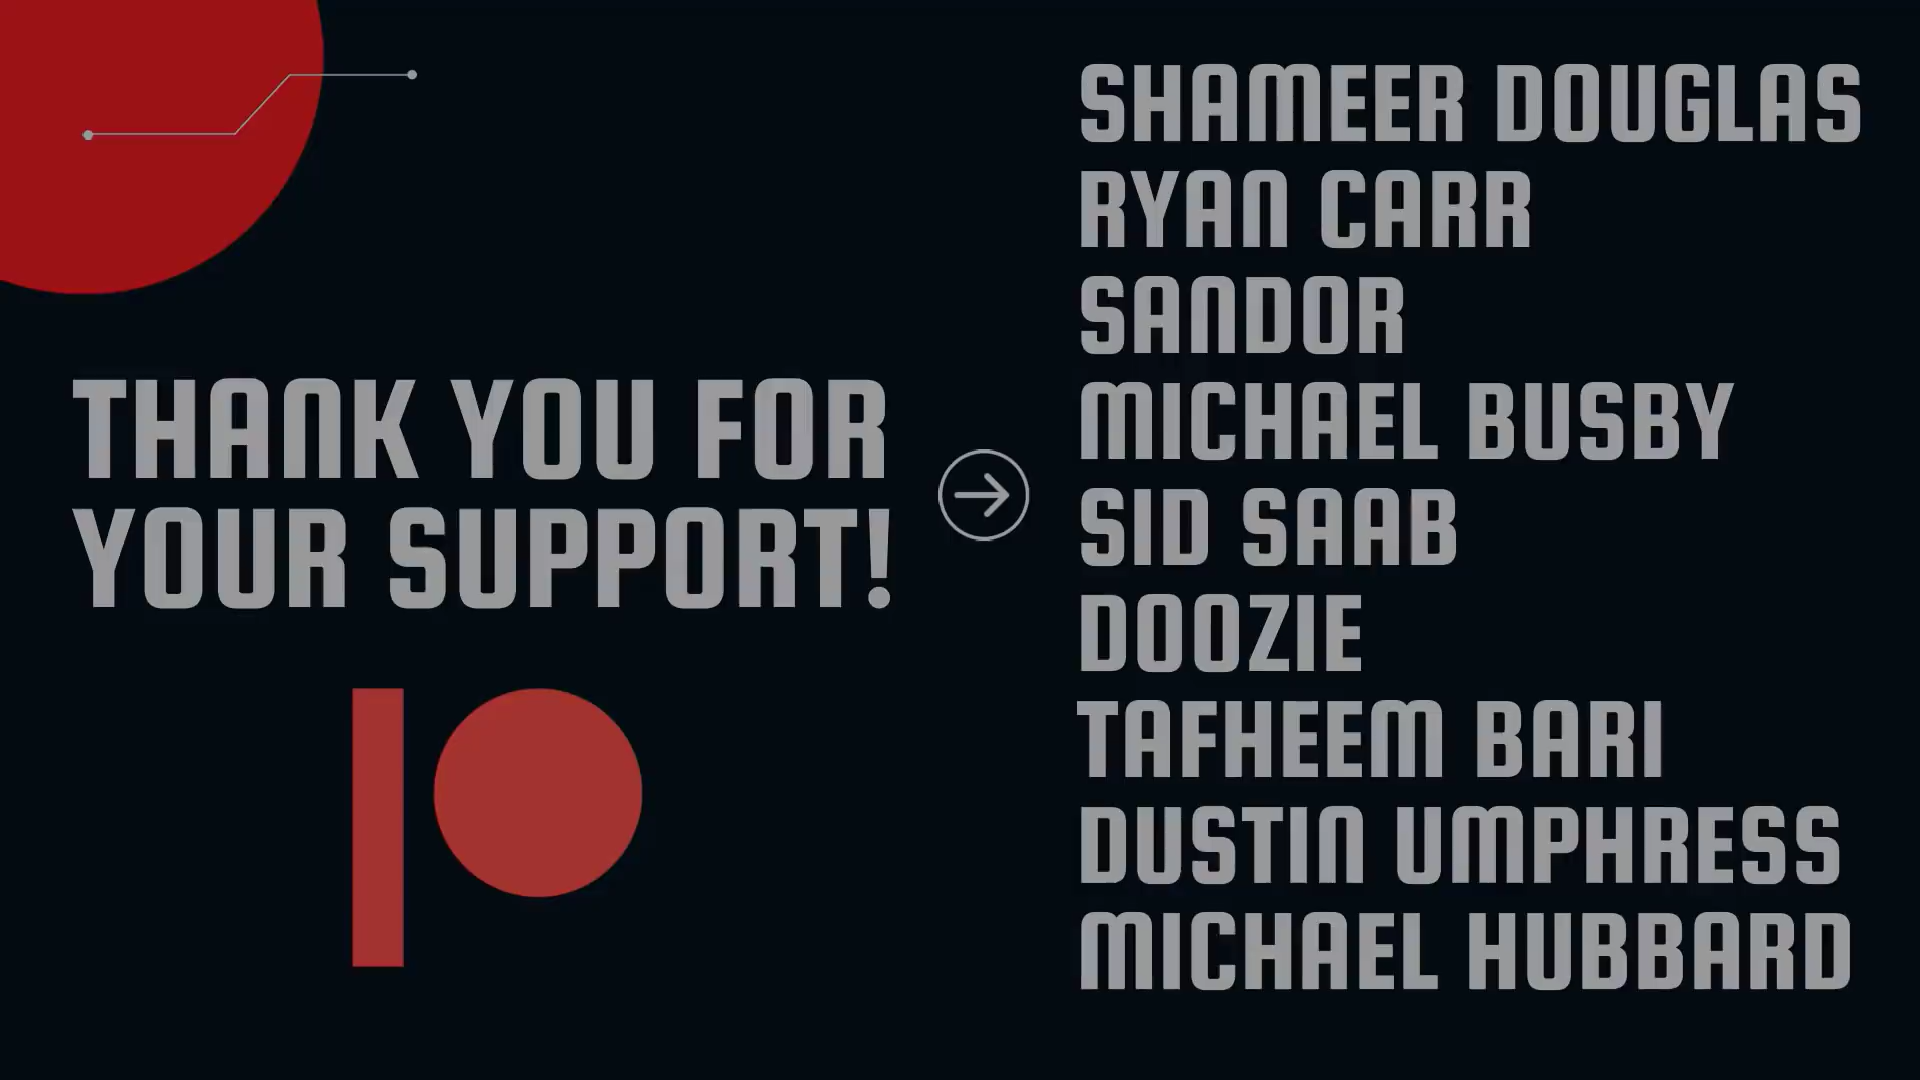 THANK YOU FOR
YOUR SUPPORT!
SHAMEER DOUGLAS
RYAN CARR
SANDOR
MICHAEL BUSBY
SID SAAB
DOOZIE
TAFHEEM BARI
DUSTIN UMPHRESS
MICHAEL HUBBARD